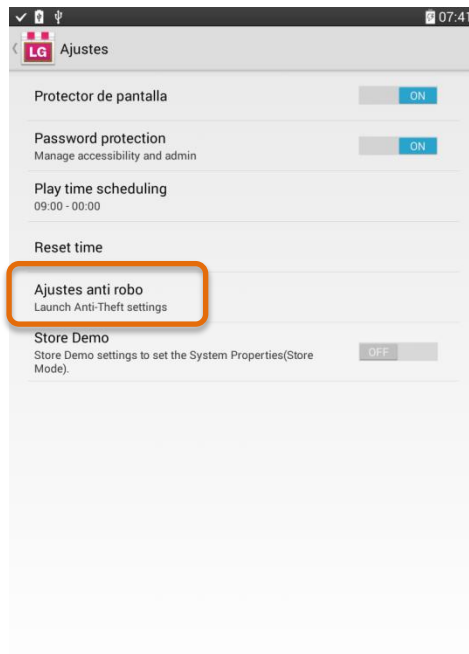 07:41
LG Ajustes
Protector de pantalla ON
Password protection ON
Manage accessibility and admin
Play time scheduling
09:00 - 00:00
Reset time
Ajustes anti robo
Launch Anti-Theft settings
Store Demo
Store Demo settings to set the System Properties(Store OFF
Mode).